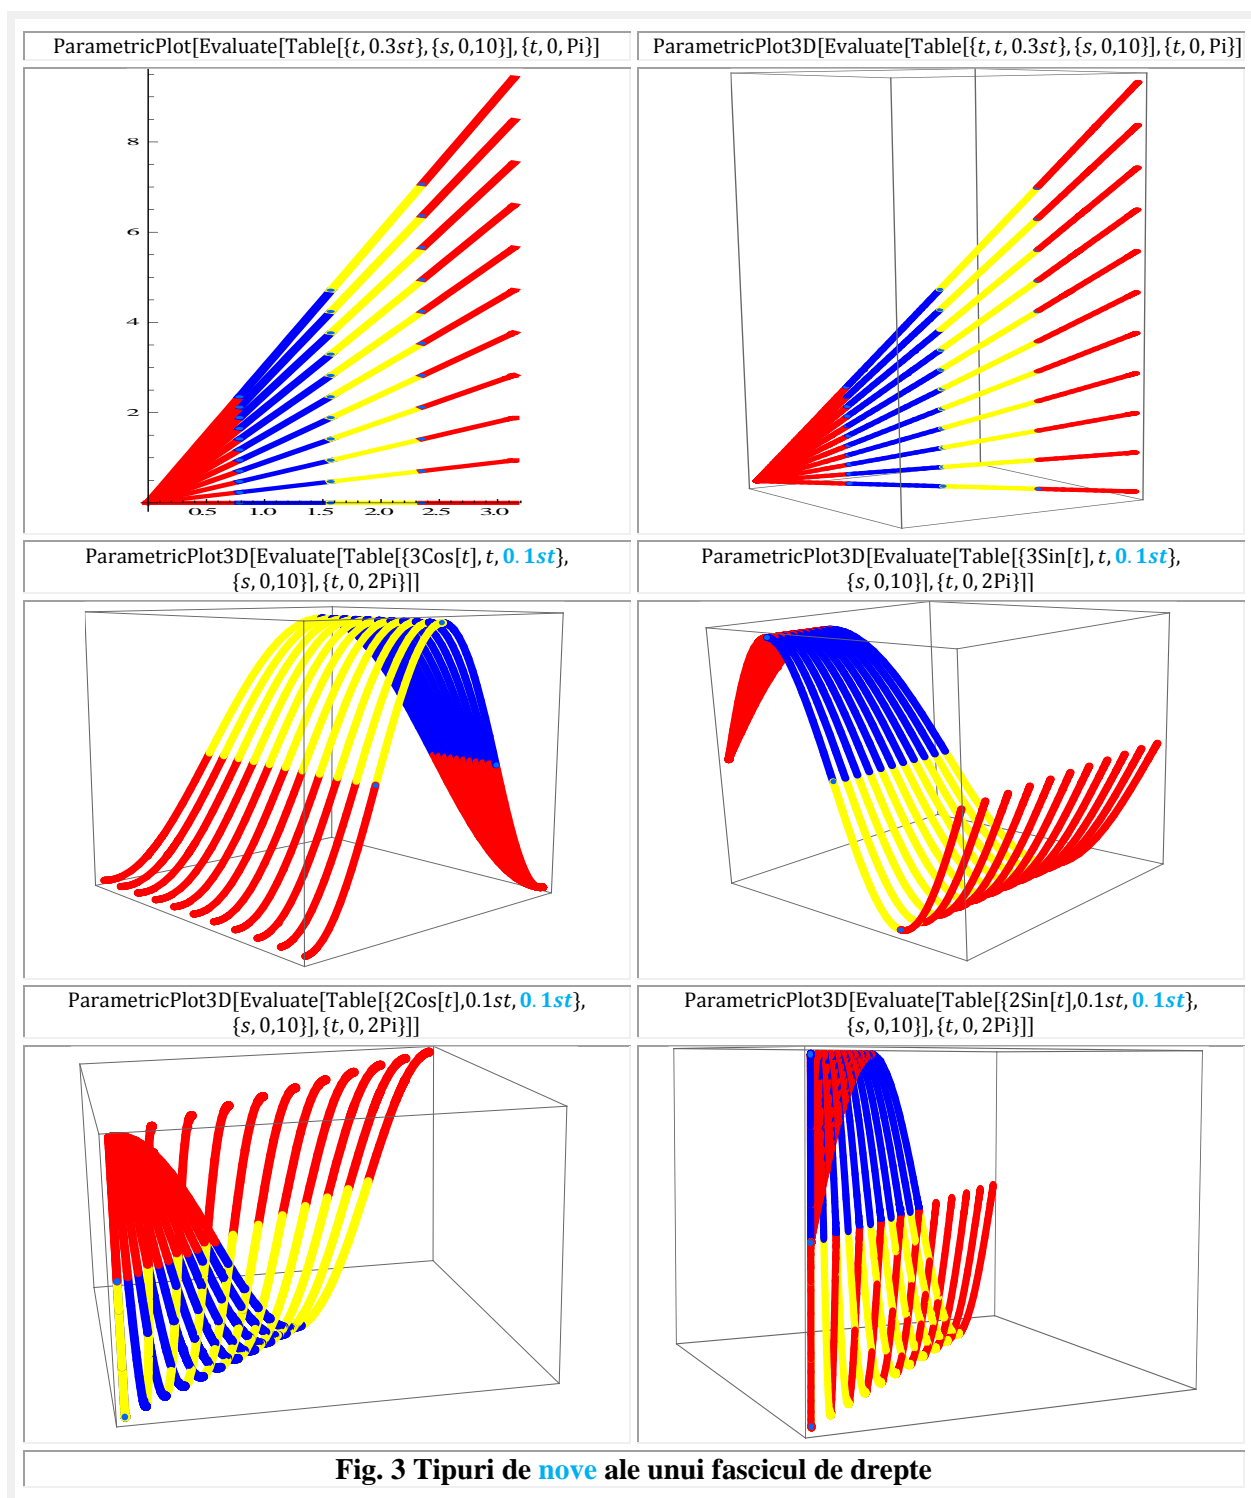 ParametricPlot[Evaluate[Table[{t, 0.3st}, {s, 0,10}], {t, 0, Pi}]
ParametricPlot3D[Evaluate[Table[{t, t, 0.3st}, {s, 0,10}], {t, 0, Pi}]
8
6
4
2
0.5 1.0 1.5 2.0 2.5 3.0
ParametricPlot3D[Evaluate[Table[{3Cos[t], t, 0.1st},
{s, 0,10}], {t, 0, 2Pi}]]
ParametricPlot3D[Evaluate[Table[{3Sin[t], t, 0.1st},
{s, 0,10}], {t, 0, 2Pi}]]
ParametricPlot3D[Evaluate[Table[{2Cos[t],0.1st, 0.1st},
{s, 0,10}], {t, 0, 2Pi}]]
ParametricPlot3D[Evaluate[Table[{2Sin[t],0.1st, 0.1st},
{s, 0,10}], {t, 0, 2Pi}]]
Fig. 3 Tipuri de nove ale unui fascicul de drepte